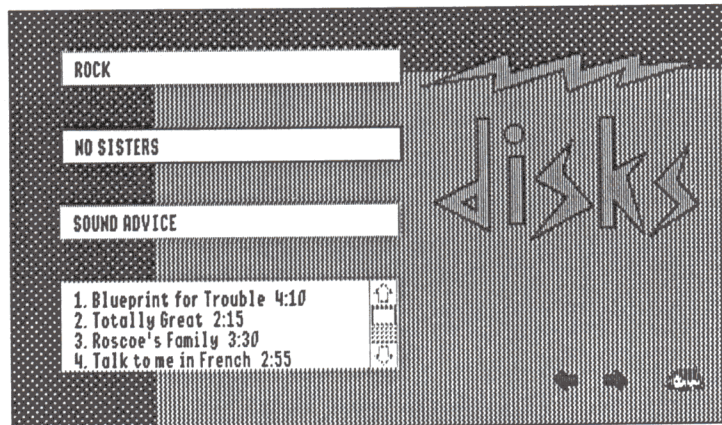 ROCK
NO SISTERS
SOUND ADVICE
1. Blueprint for Trouble 4:10
2. Totally Great 2:15
3. Roscoe's Family 3:30
4. Talk to me in French 2:55
disks